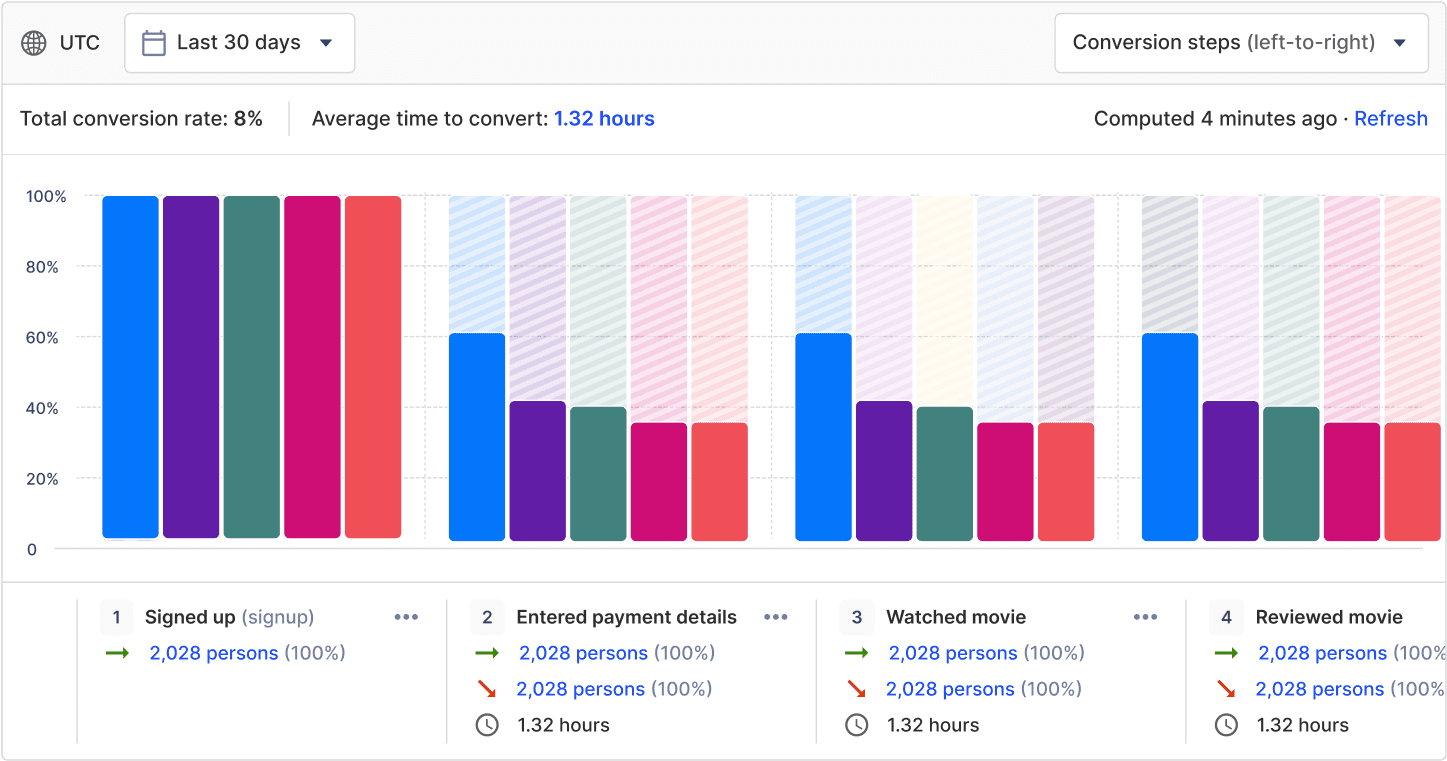 UTC
Last 30 days
Conversion steps (left-to-right)
Total conversion rate: 8%
Average time to convert: 1.32 hours
Computed 4 minutes ago · Refresh
100%
80%
60%
40%
20%
0
1 Signed up (signup) •••
2,028 persons (100%)
2 Entered payment details •••
2,028 persons (100%)
2,028 persons (100%)
1.32 hours
3 Watched movie •••
2,028 persons (100%)
2,028 persons (100%)
1.32 hours
4 Reviewed movie
2,028 persons (100%
2,028 persons (100%
1.32 hours